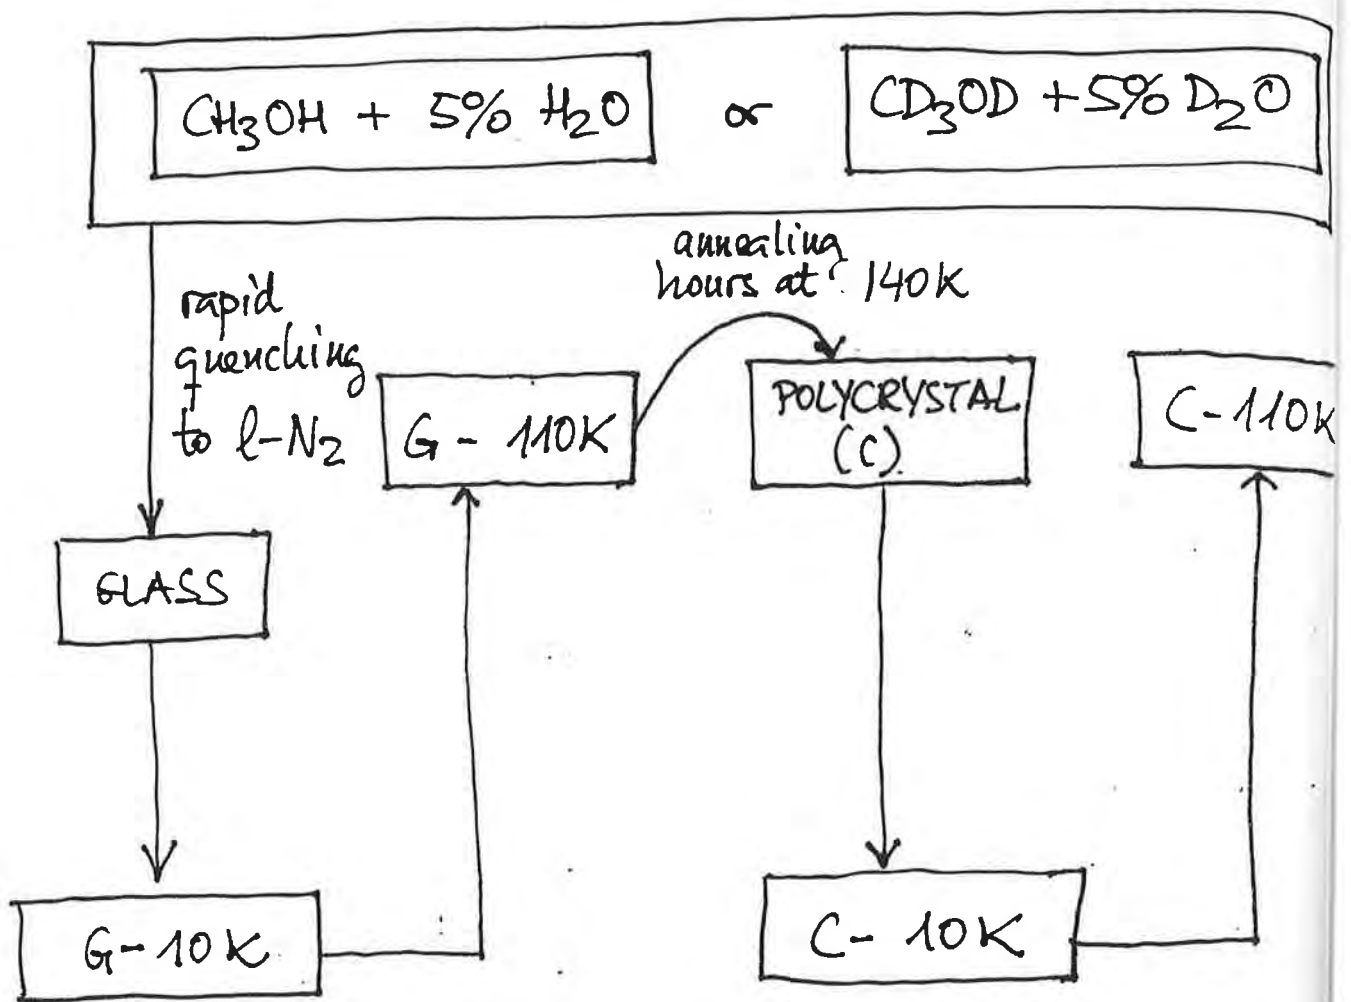 CH₃OH + 5% H₂O or CD₃OD + 5% D₂O
rapid
quenching
to l-N₂
annealing
hours at 140K
G - 110K
POLYCRYSTAL
(C)
C - 110K
GLASS
G - 10K
C - 10K